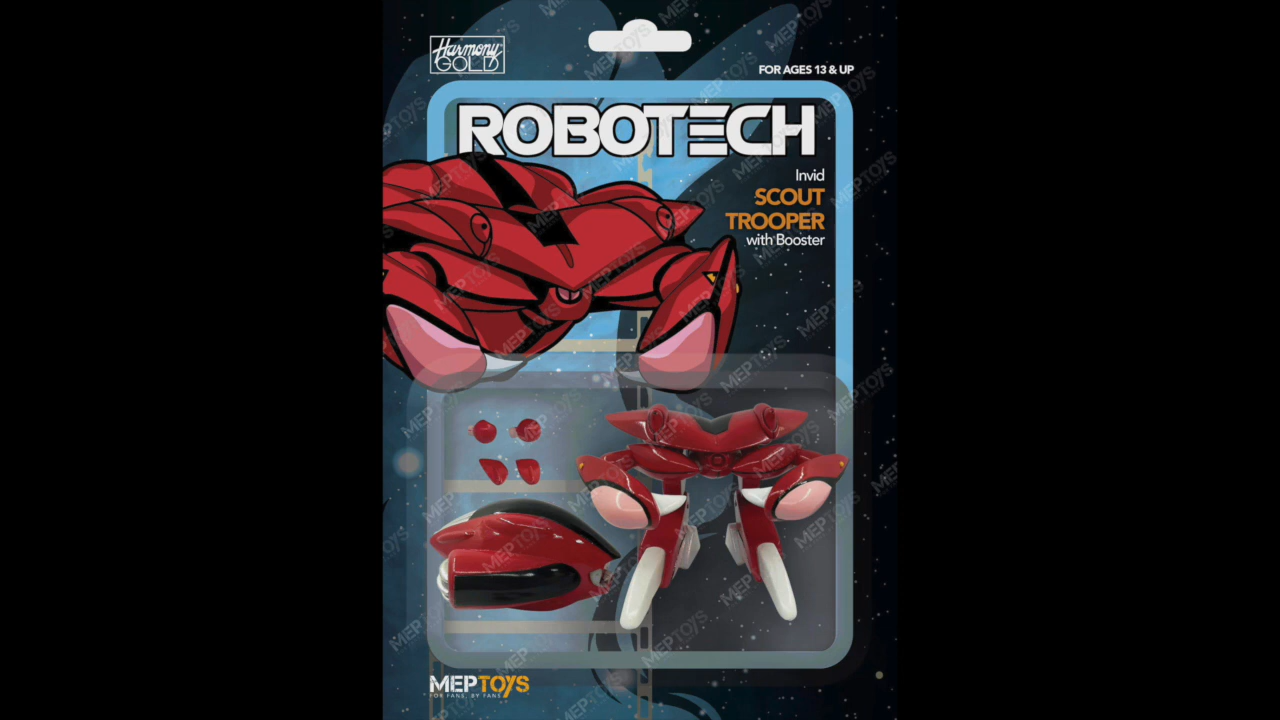 Harmony
GOLD
FOR AGES 13 & UP
ROBOTECH
Invid
SCOUT
TROOPER
with Booster
MEPTOYS
FOR FANS, BY FANS